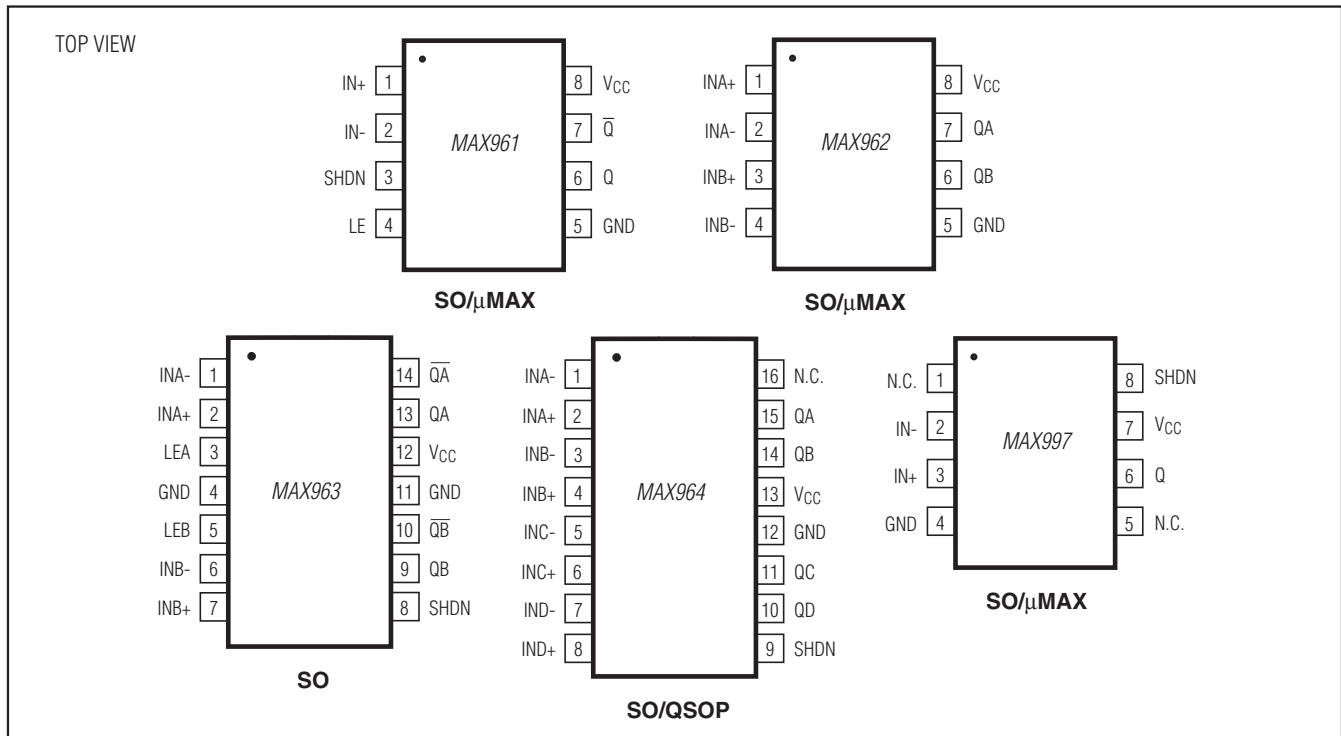 TOP VIEW
IN+ 1
IN- 2
SHDN 3
LE 4
MAX961
8 VCC
7 Q̅
6 Q
5 GND
SO/µMAX
INA+ 1
INA- 2
INB+ 3
INB- 4
MAX962
8 VCC
7 QA
6 QB
5 GND
SO/µMAX
INA- 1
INA+ 2
LEA 3
GND 4
LEB 5
INB- 6
INB+ 7
MAX963
14 Q̅A̅
13 QA
12 VCC
11 GND
10 Q̅B̅
9 QB
8 SHDN
SO
INA- 1
INA+ 2
INB- 3
INB+ 4
INC- 5
INC+ 6
IND- 7
IND+ 8
MAX964
16 N.C.
15 QA
14 QB
13 VCC
12 GND
11 QC
10 QD
9 SHDN
SO/QSOP
N.C. 1
IN- 2
IN+ 3
GND 4
MAX997
8 SHDN
7 VCC
6 Q
5 N.C.
SO/µMAX